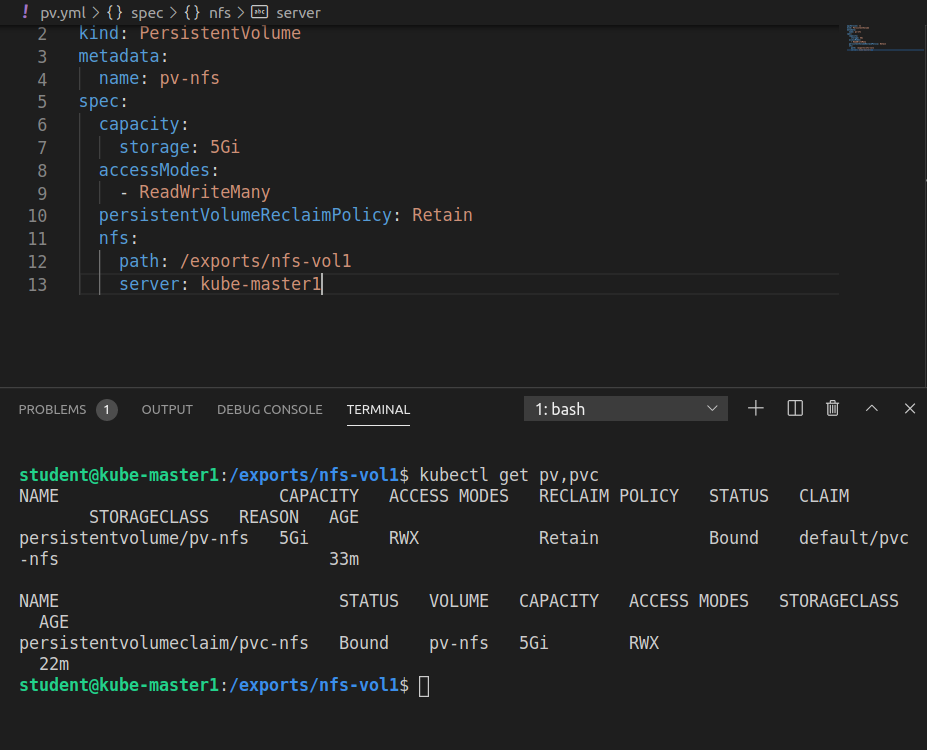 ! pv.yml > {} spec > {} nfs > abc server
2 kind: PersistentVolume
3 metadata:
4 name: pv-nfs
5 spec:
6 capacity:
7 storage: 5Gi
8 accessModes:
9 - ReadWriteMany
10 persistentVolumeReclaimPolicy: Retain
11 nfs:
12 path: /exports/nfs-vol1
13 server: kube-master1
PROBLEMS 1 OUTPUT DEBUG CONSOLE TERMINAL 1: bash
student@kube-master1:/exports/nfs-vol1$ kubectl get pv,pvc
NAME CAPACITY ACCESS MODES RECLAIM POLICY STATUS CLAIM
STORAGECLASS REASON AGE
persistentvolume/pv-nfs 5Gi RWX Retain Bound default/pvc
-nfs 33m
NAME STATUS VOLUME CAPACITY ACCESS MODES STORAGECLASS
AGE
persistentvolumeclaim/pvc-nfs Bound pv-nfs 5Gi RWX
22m
student@kube-master1:/exports/nfs-vol1$